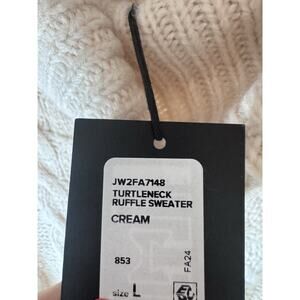 JW2FA7148
TURTLENECK
RUFFLE SWEATER
CREAM
853
FA24
size L